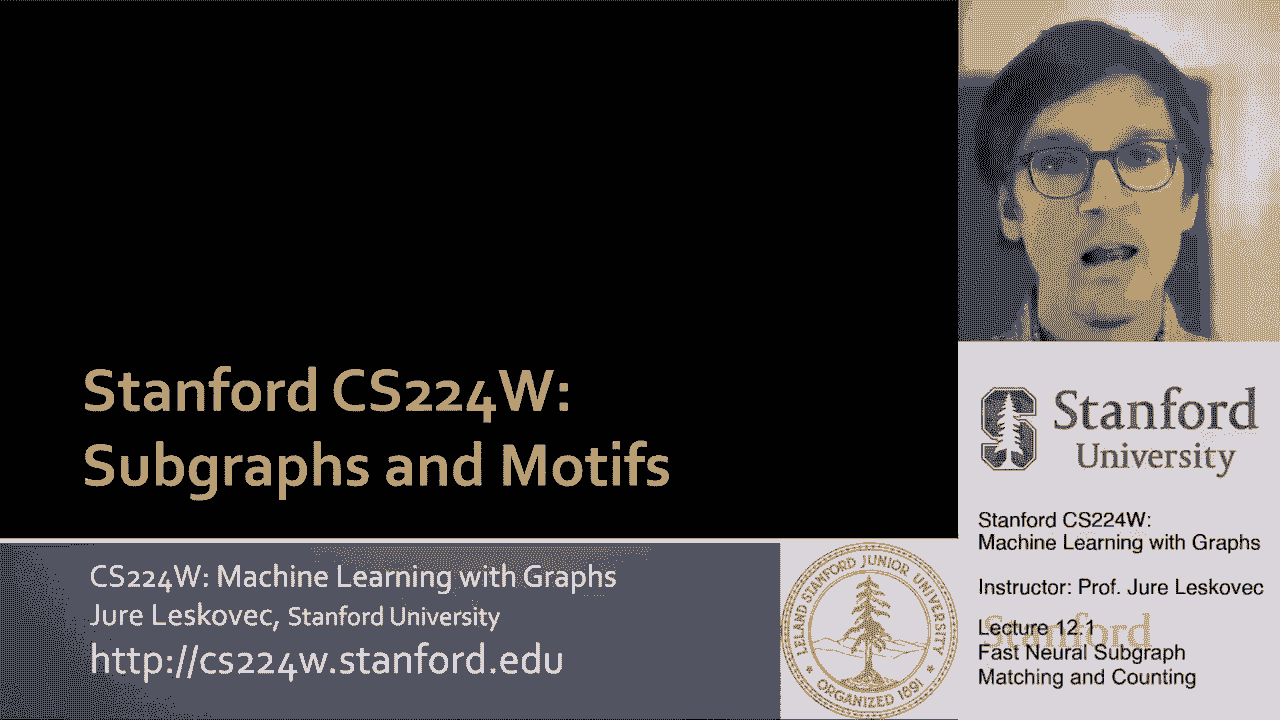 Stanford CS224W:
Subgraphs and Motifs
CS224W: Machine Learning with Graphs
Jure Leskovec, Stanford University
http://cs224w.stanford.edu
LELAND STANFORD JUNIOR UNIVERSITY
ORGANIZED 1891
Stanford
University
Stanford CS224W:
Machine Learning with Graphs
Instructor: Prof. Jure Leskovec
Stanford
Lecture 12.1
Fast Neural Subgraph
Matching and Counting